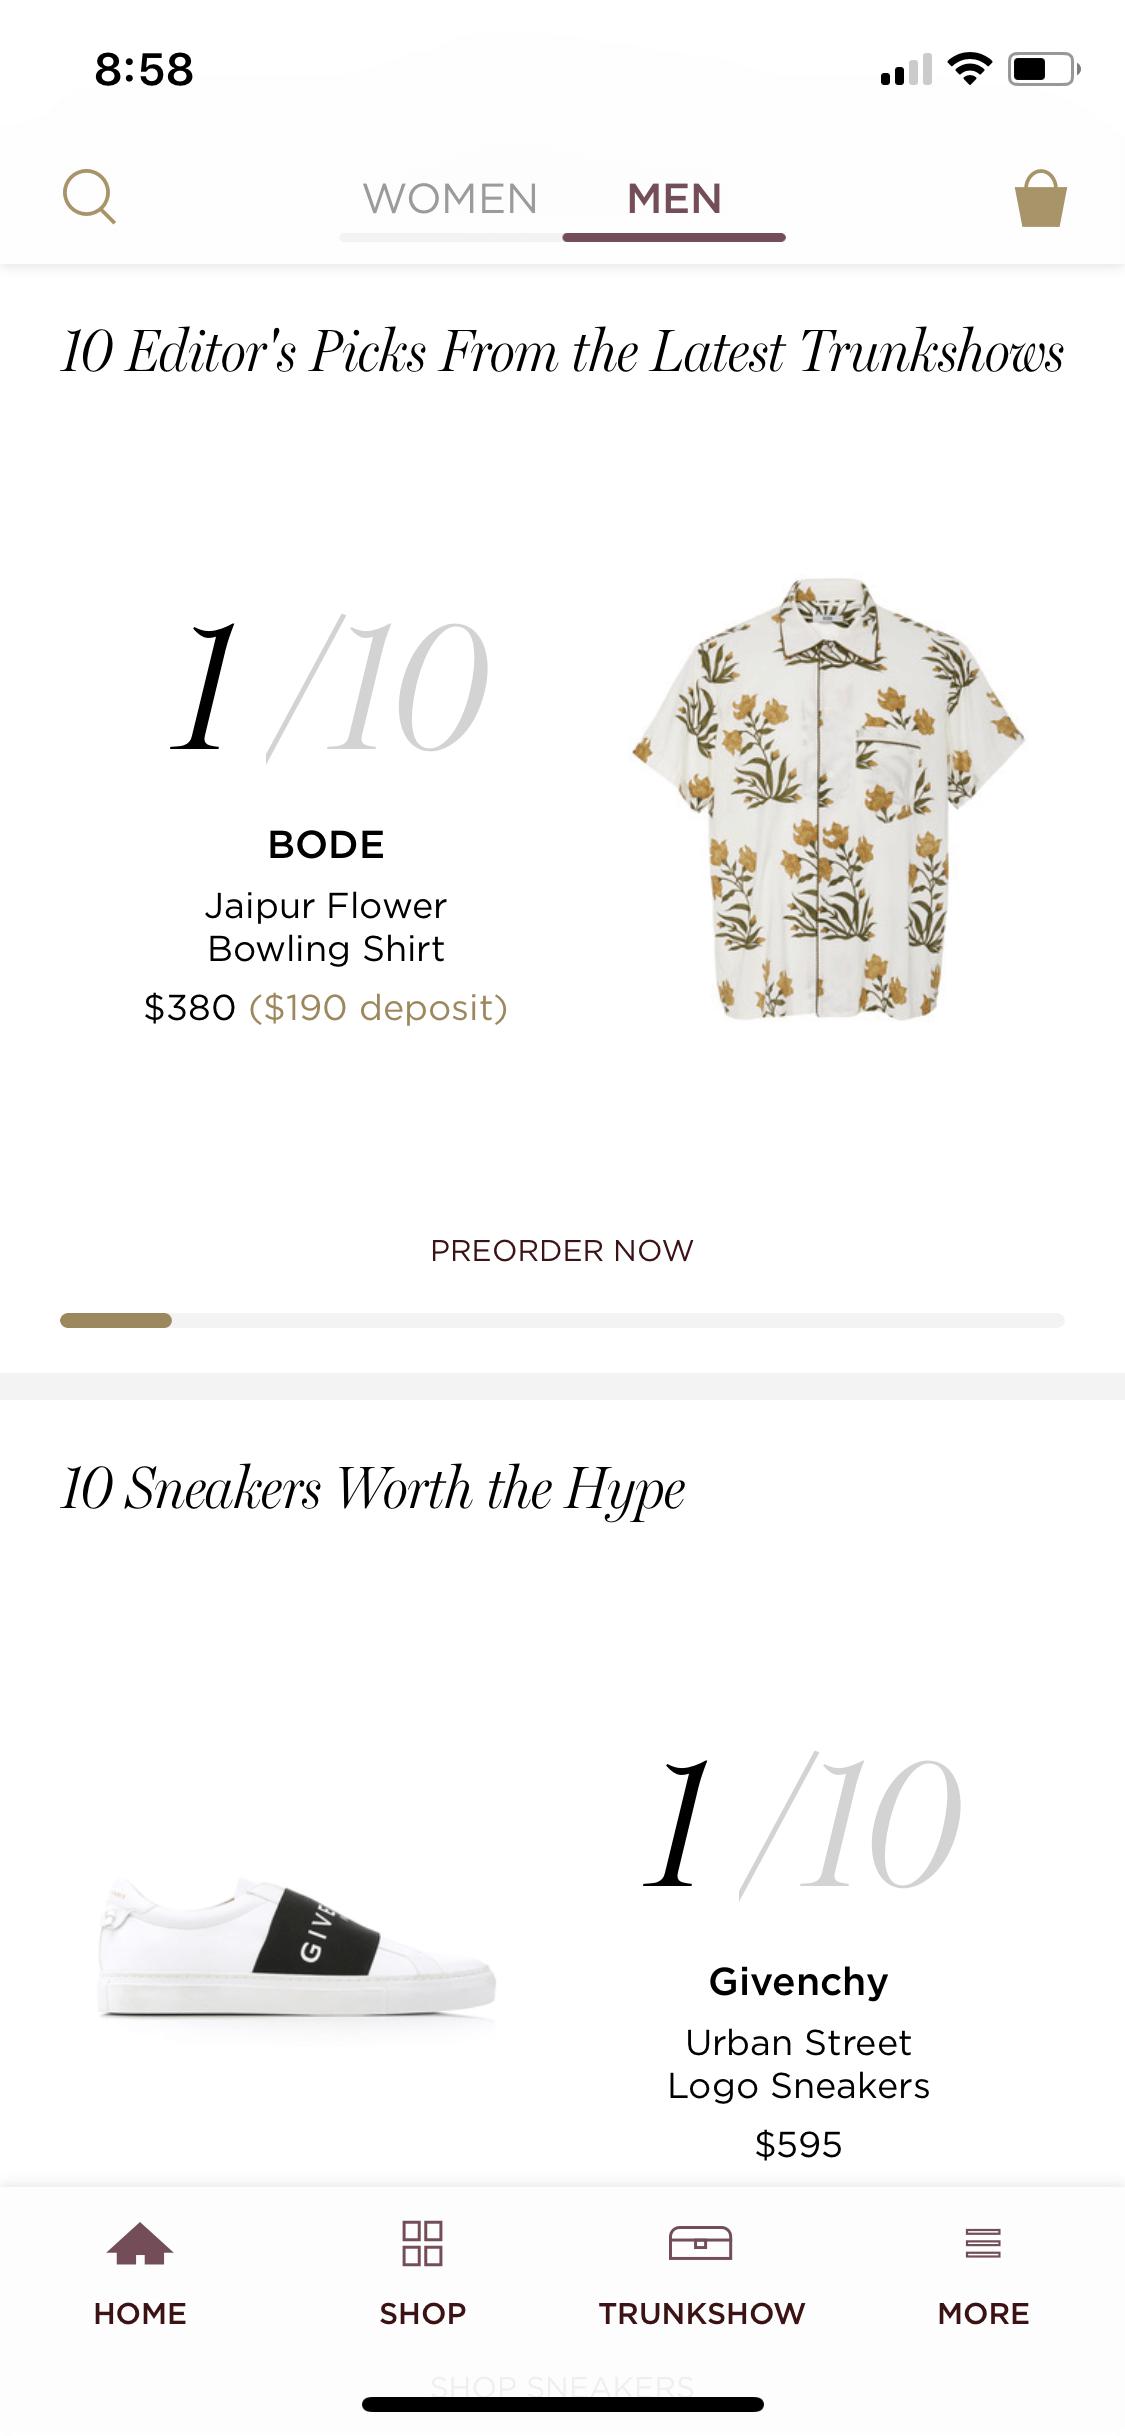 8:58
WOMEN MEN
10 Editor's Picks From the Latest Trunkshows
1 /10
BODE
Jaipur Flower
Bowling Shirt
$380 ($190 deposit)
PREORDER NOW
10 Sneakers Worth the Hype
GIVE
1 /10
Givenchy
Urban Street
Logo Sneakers
$595
HOME SHOP TRUNKSHOW MORE
SHOP SNEAKERS